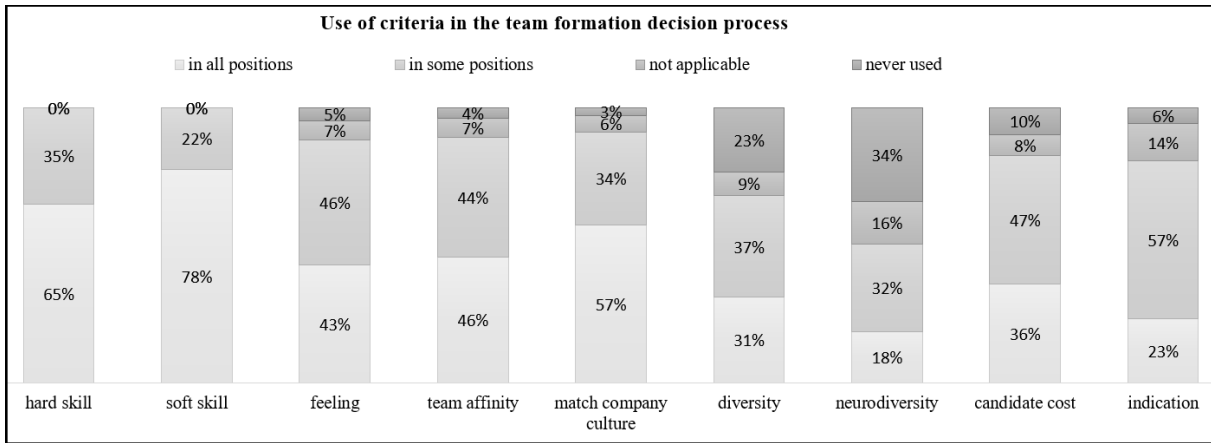 Use of criteria in the team formation decision process
in all positions in some positions not applicable never used
0% 0% 5% 4% 3% 23% 34% 10% 6%
35% 22% 7% 7% 6% 9% 16% 8% 14%
46% 44% 34% 37% 32% 47% 57%
65% 78% 43% 46% 57% 31% 18% 36% 23%
hard skill soft skill feeling team affinity match company diversity neurodiversity candidate cost indication
culture